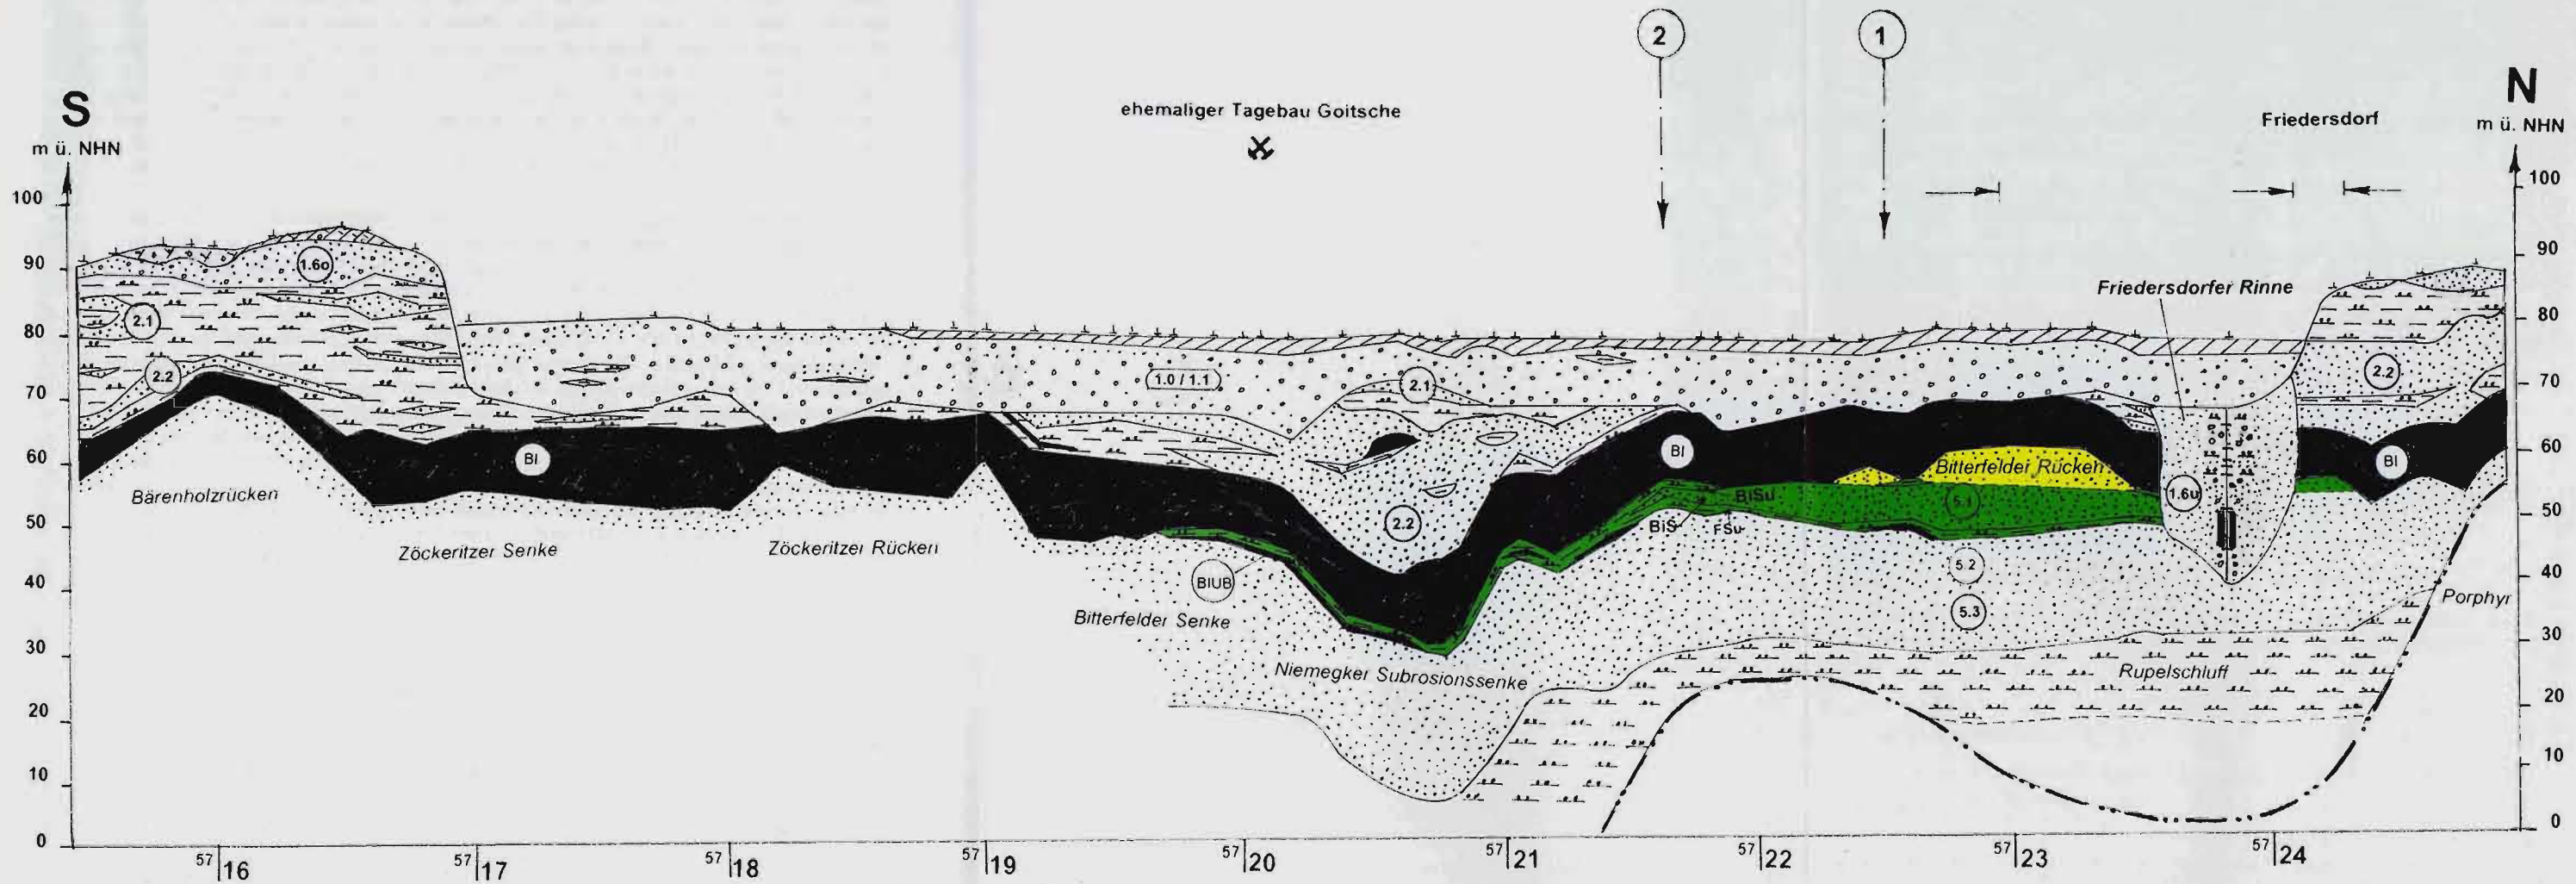 2
1
S
N
m ü. NHN
ehemaliger Tagebau Goitsche
Friedersdorf
m ü. NHN
100
90
80
70
60
50
40
30
20
10
0
100
90
80
70
60
50
40
30
20
10
0
1.6o
2.1
2.2
Friedersdorfer Rinne
1.0 / 1.1
2.1
2.2
BI
BI
BI
Bitterfelder Rücken
Bärenholzrücken
BiSu
5.1
1.6u
2.2
BiS
FSu
Zöckeritzer Senke
Zöckeritzer Rücken
BIUB
5.2
5.3
Bitterfelder Senke
Porphyr
Niemegker Subrosionssenke
Rupelschluff
57 16
57 17
57 18
57 19
57 20
57 21
57 22
57 23
57 24